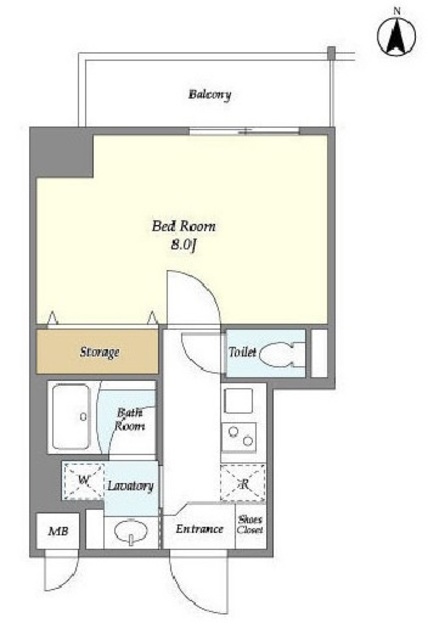 N
Balcony
Bed Room
8.0J
Storage
Toilet
Bath
Room
W
Lavatory
R
MB
Entrance
Shoes
Closet